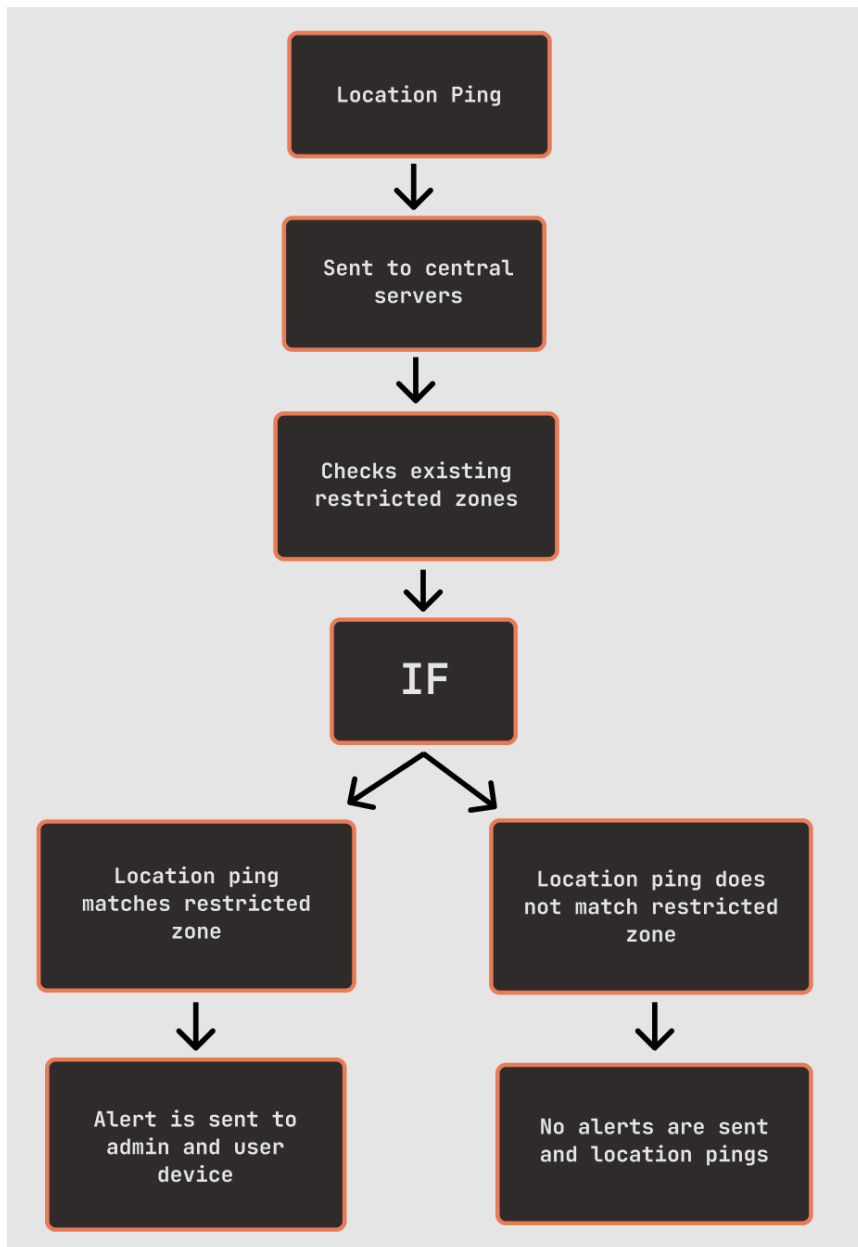 Location Ping
Sent to central
servers
Checks existing
restricted zones
IF
Location ping
matches restricted
zone
Location ping does
not match restricted
zone
Alert is sent to
admin and user
device
No alerts are sent
and location pings